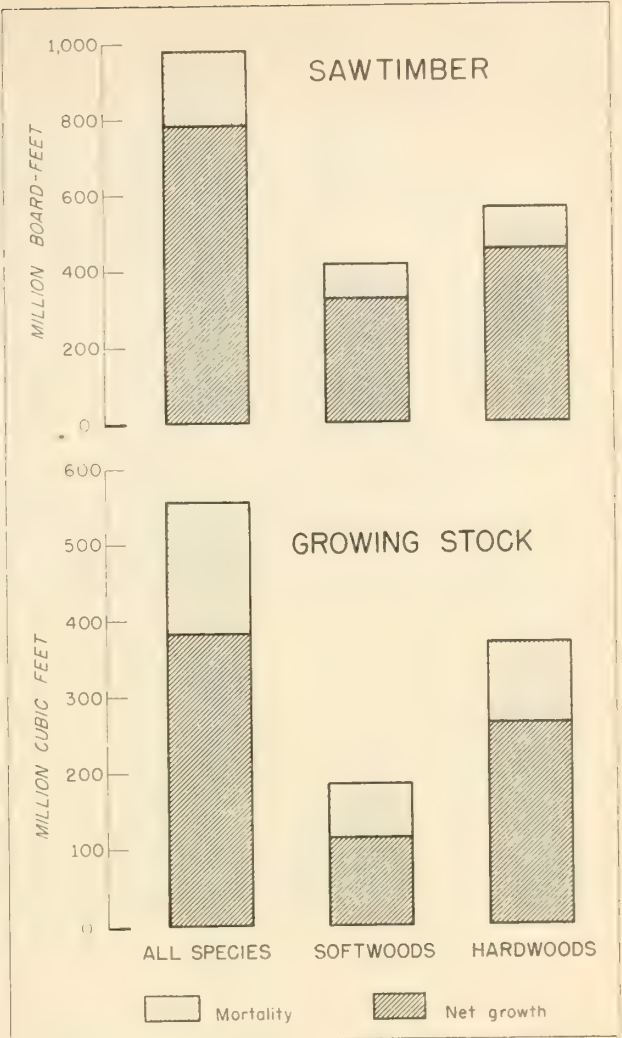 SAWTIMBER
MILLION BOARD-FEET
1,000
800
600
400
200
0
GROWING STOCK
MILLION CUBIC FEET
600
500
400
300
200
100
0
ALL SPECIES SOFTWOODS HARDWOODS
Mortality Net growth